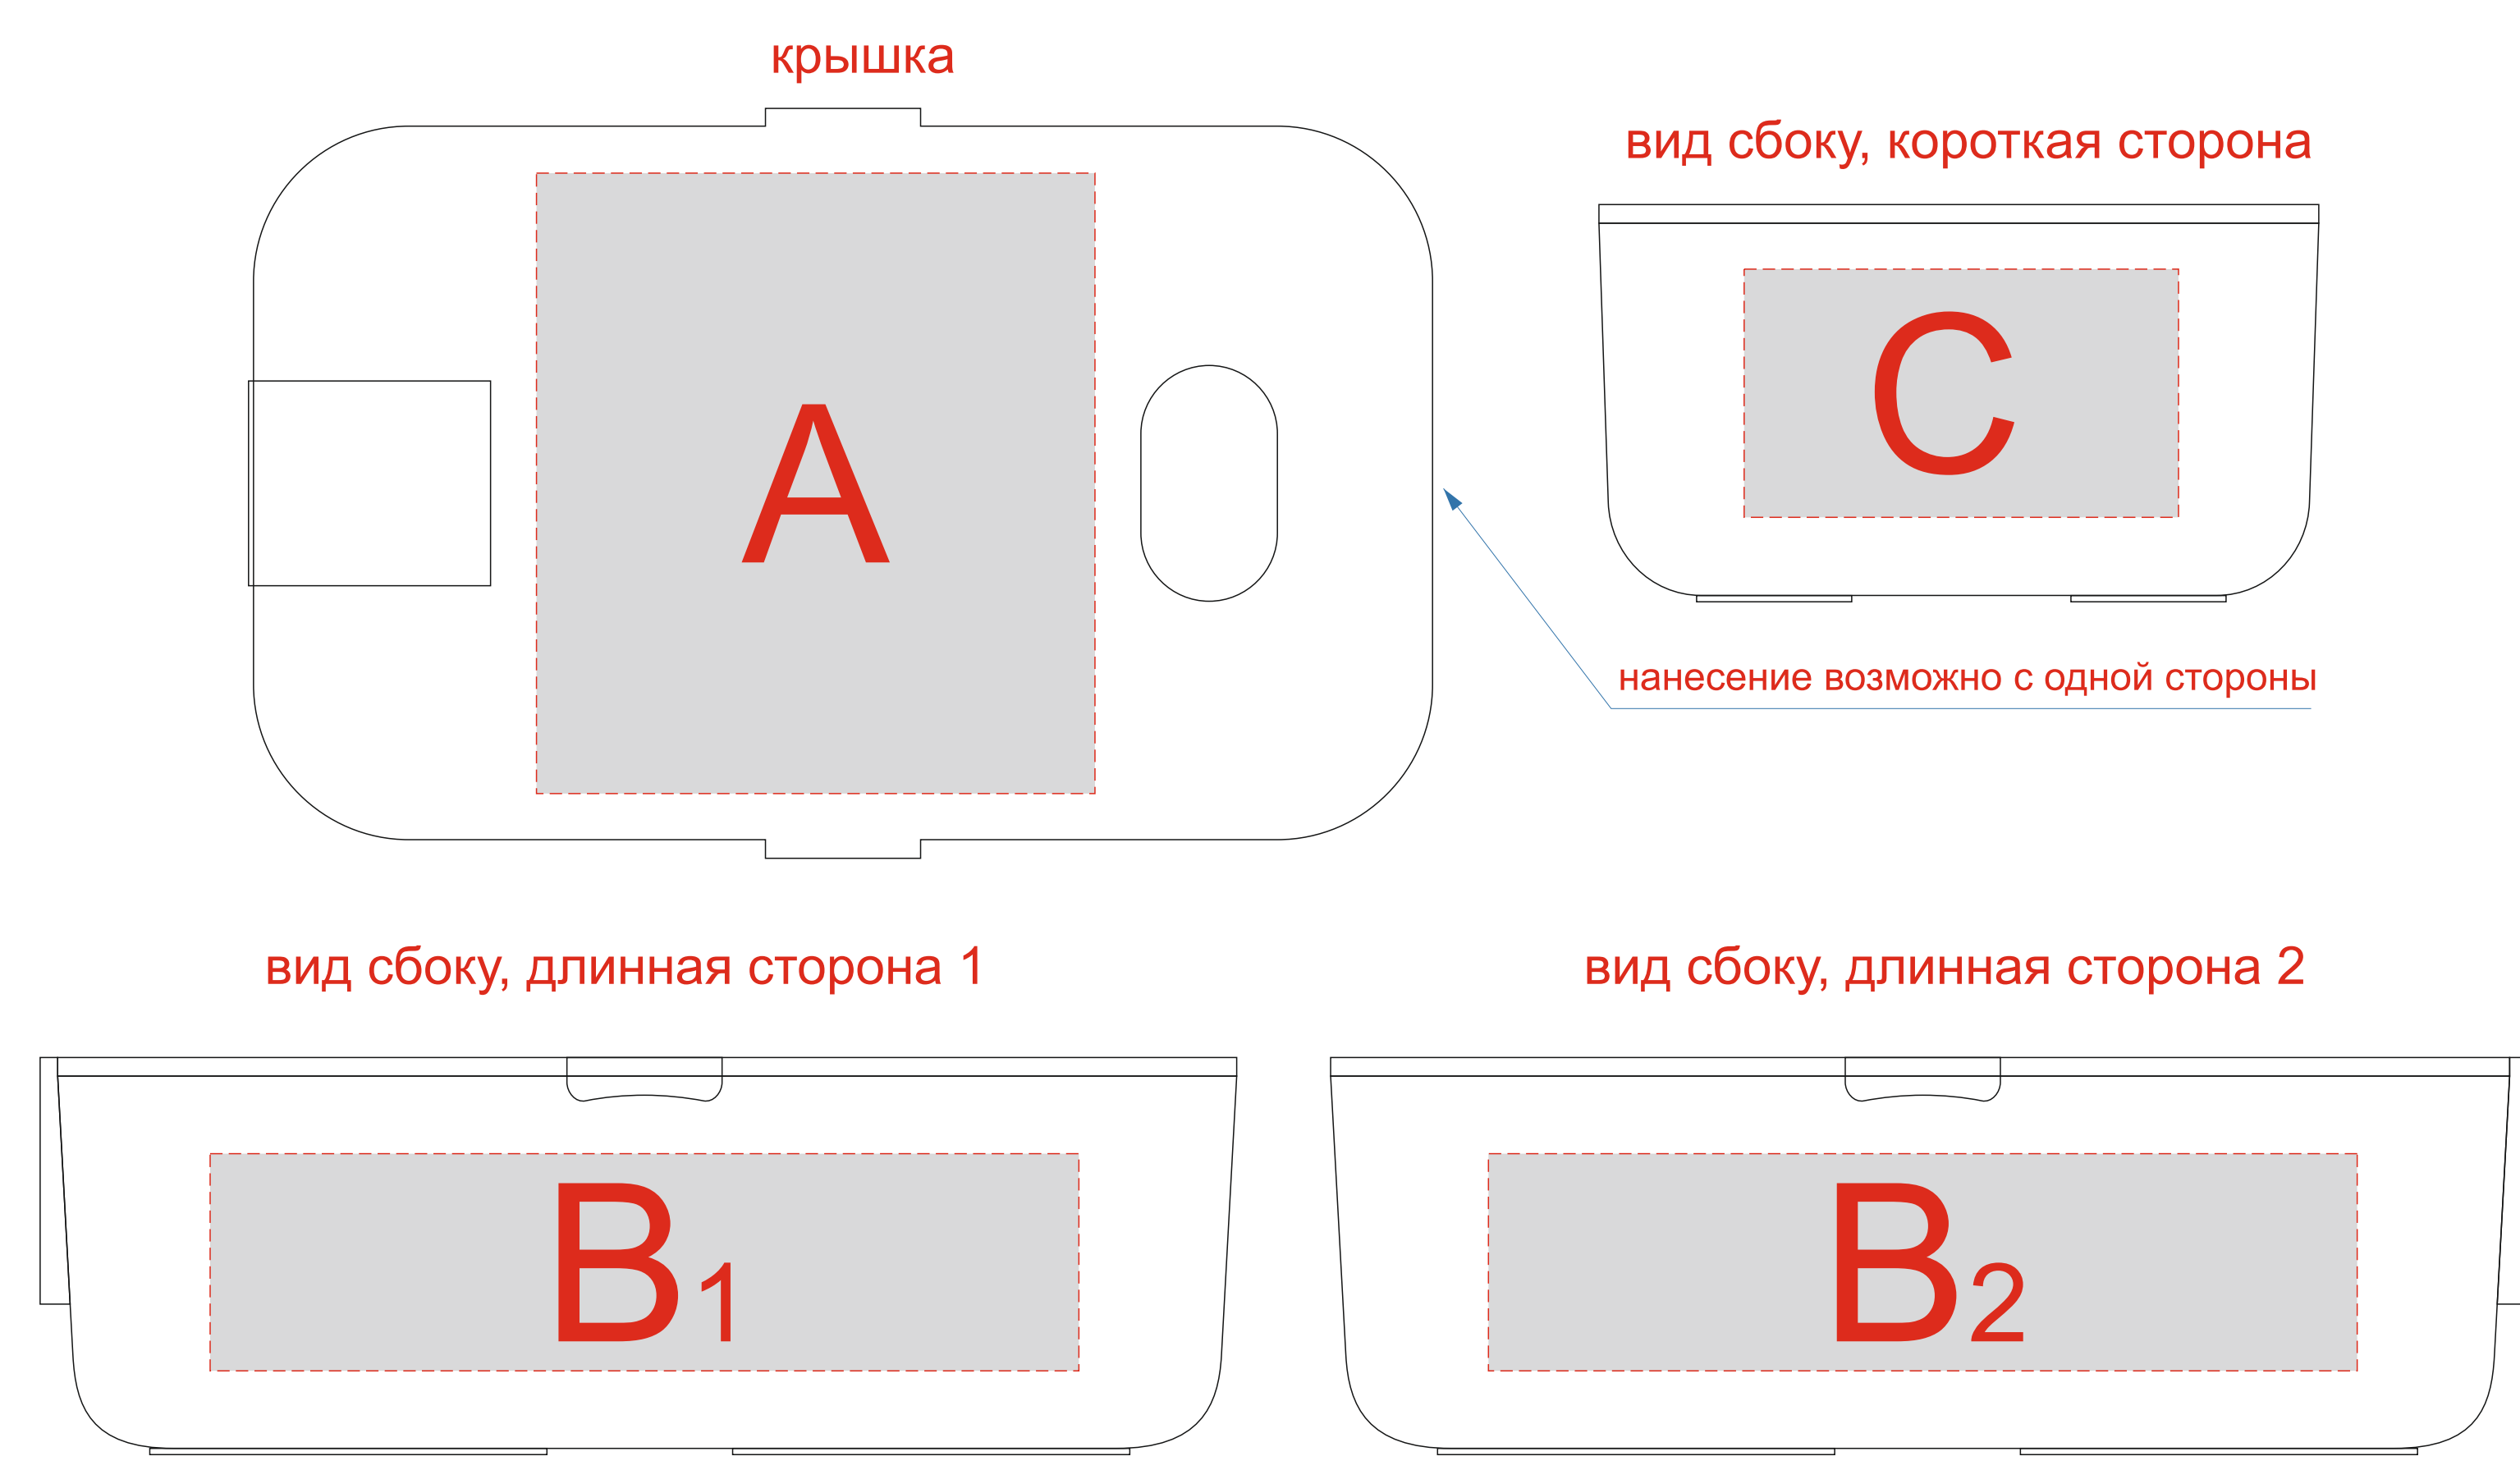 крышка
A
вид сбоку, короткая сторона
C
нанесение возможно с одной стороны
вид сбоку, длинная сторона 1
B1
вид сбоку, длинная сторона 2
B2